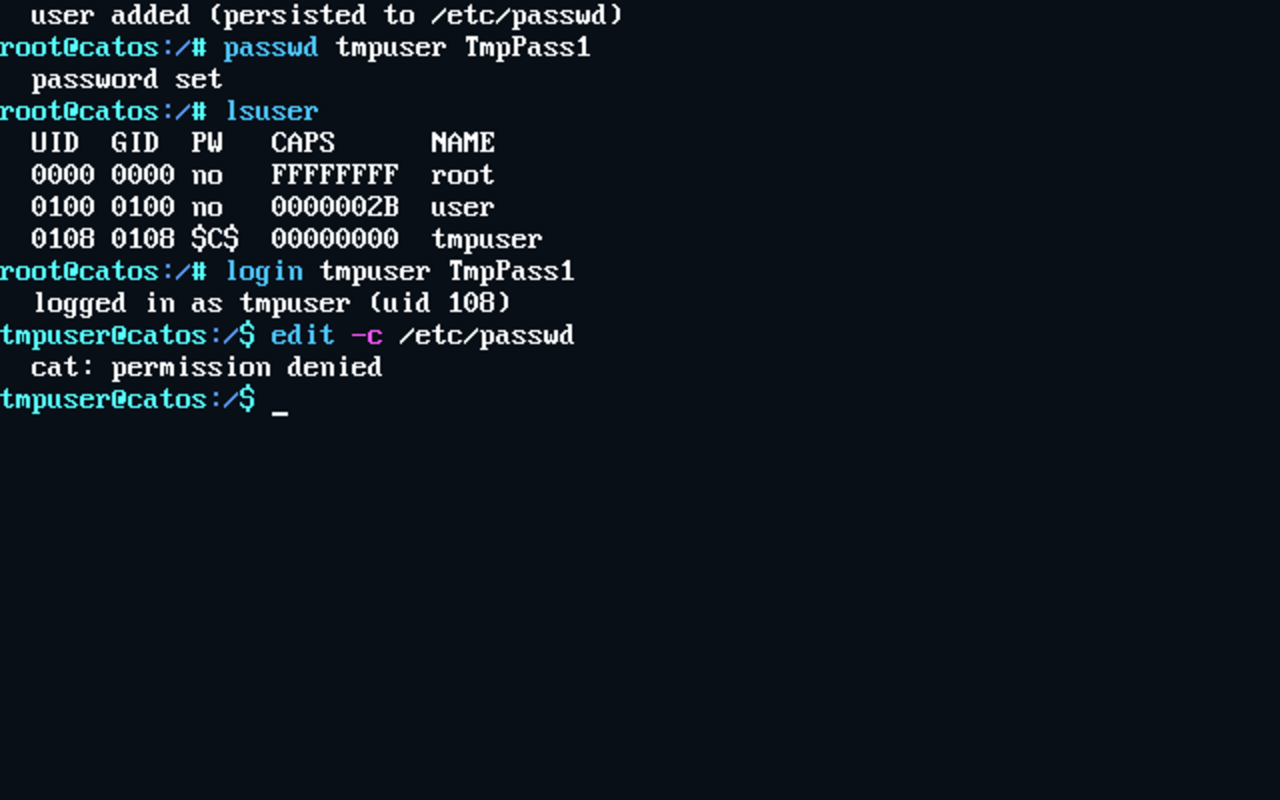 user added (persisted to /etc/passwd)
root@catos:/# passwd tmpuser TmpPass1
password set
root@catos:/# lsuser
UID GID PW CAPS NAME
0000 0000 no FFFFFFFF root
0100 0100 no 0000002B user
0108 0108 $C$ 00000000 tmpuser
root@catos:/# login tmpuser TmpPass1
logged in as tmpuser (uid 108)
tmpuser@catos:/$ edit -c /etc/passwd
cat: permission denied
tmpuser@catos:/$ _